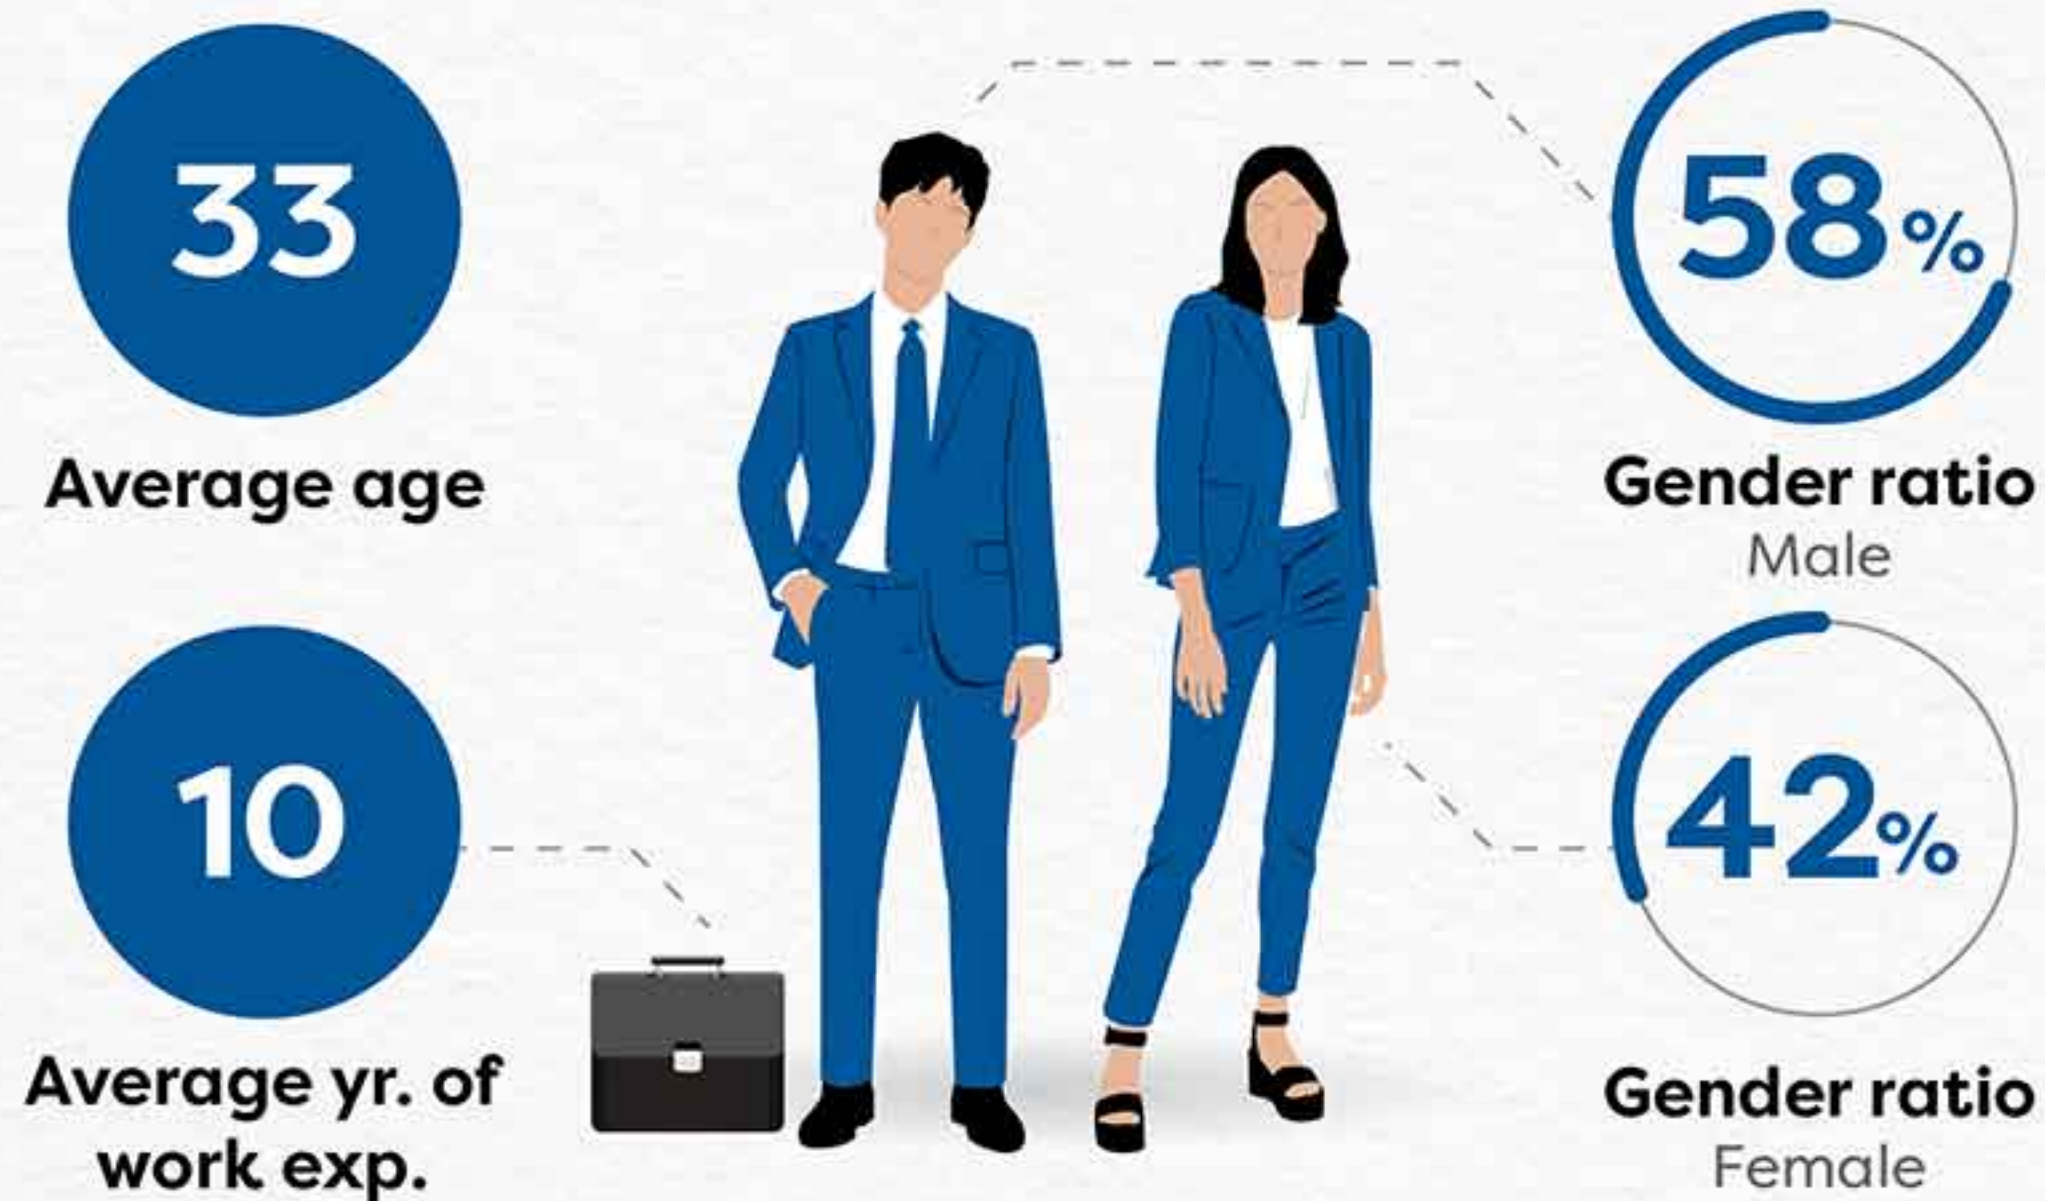 33
Average age
10
Average yr. of
work exp.
58%
Gender ratio
Male
42%
Gender ratio
Female